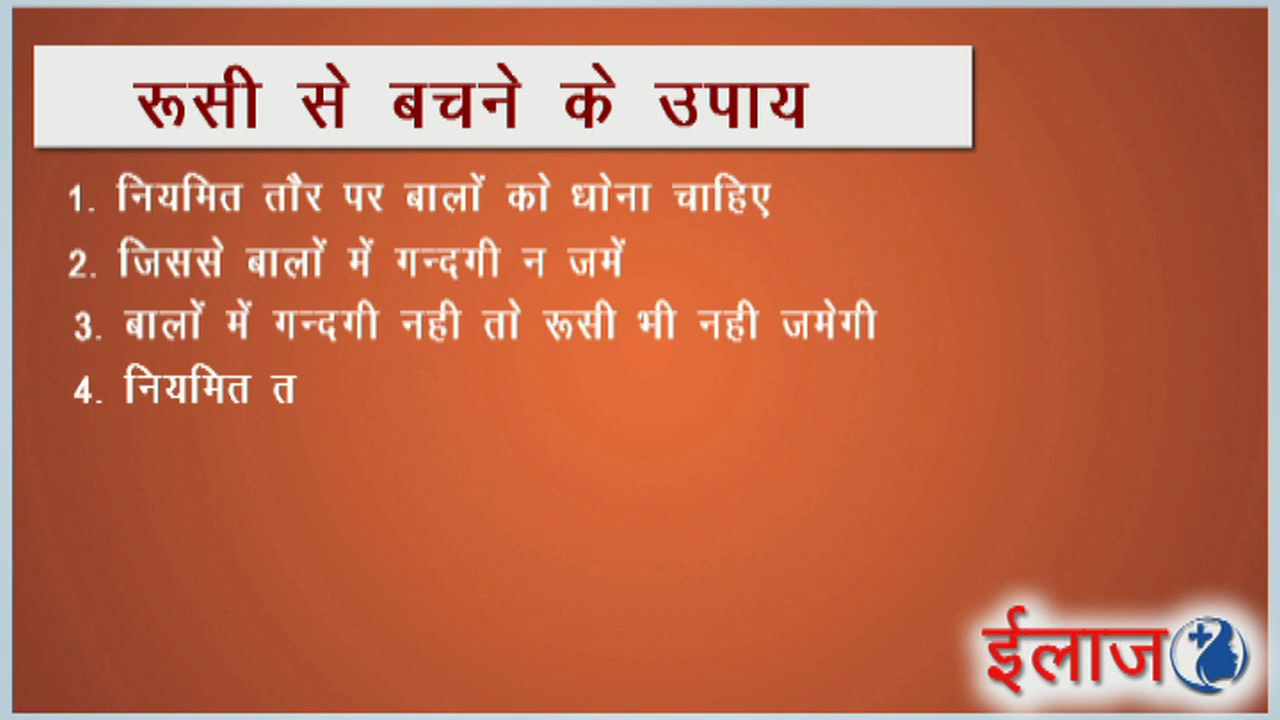 रूसी से बचने के उपाय
1. नियमित तौर पर बालों को धोना चाहिए
2. जिससे बालों में गन्दगी न जमें
3. बालों में गन्दगी नही तो रूसी भी नही जमेगी
4. नियमित त
ईलाज